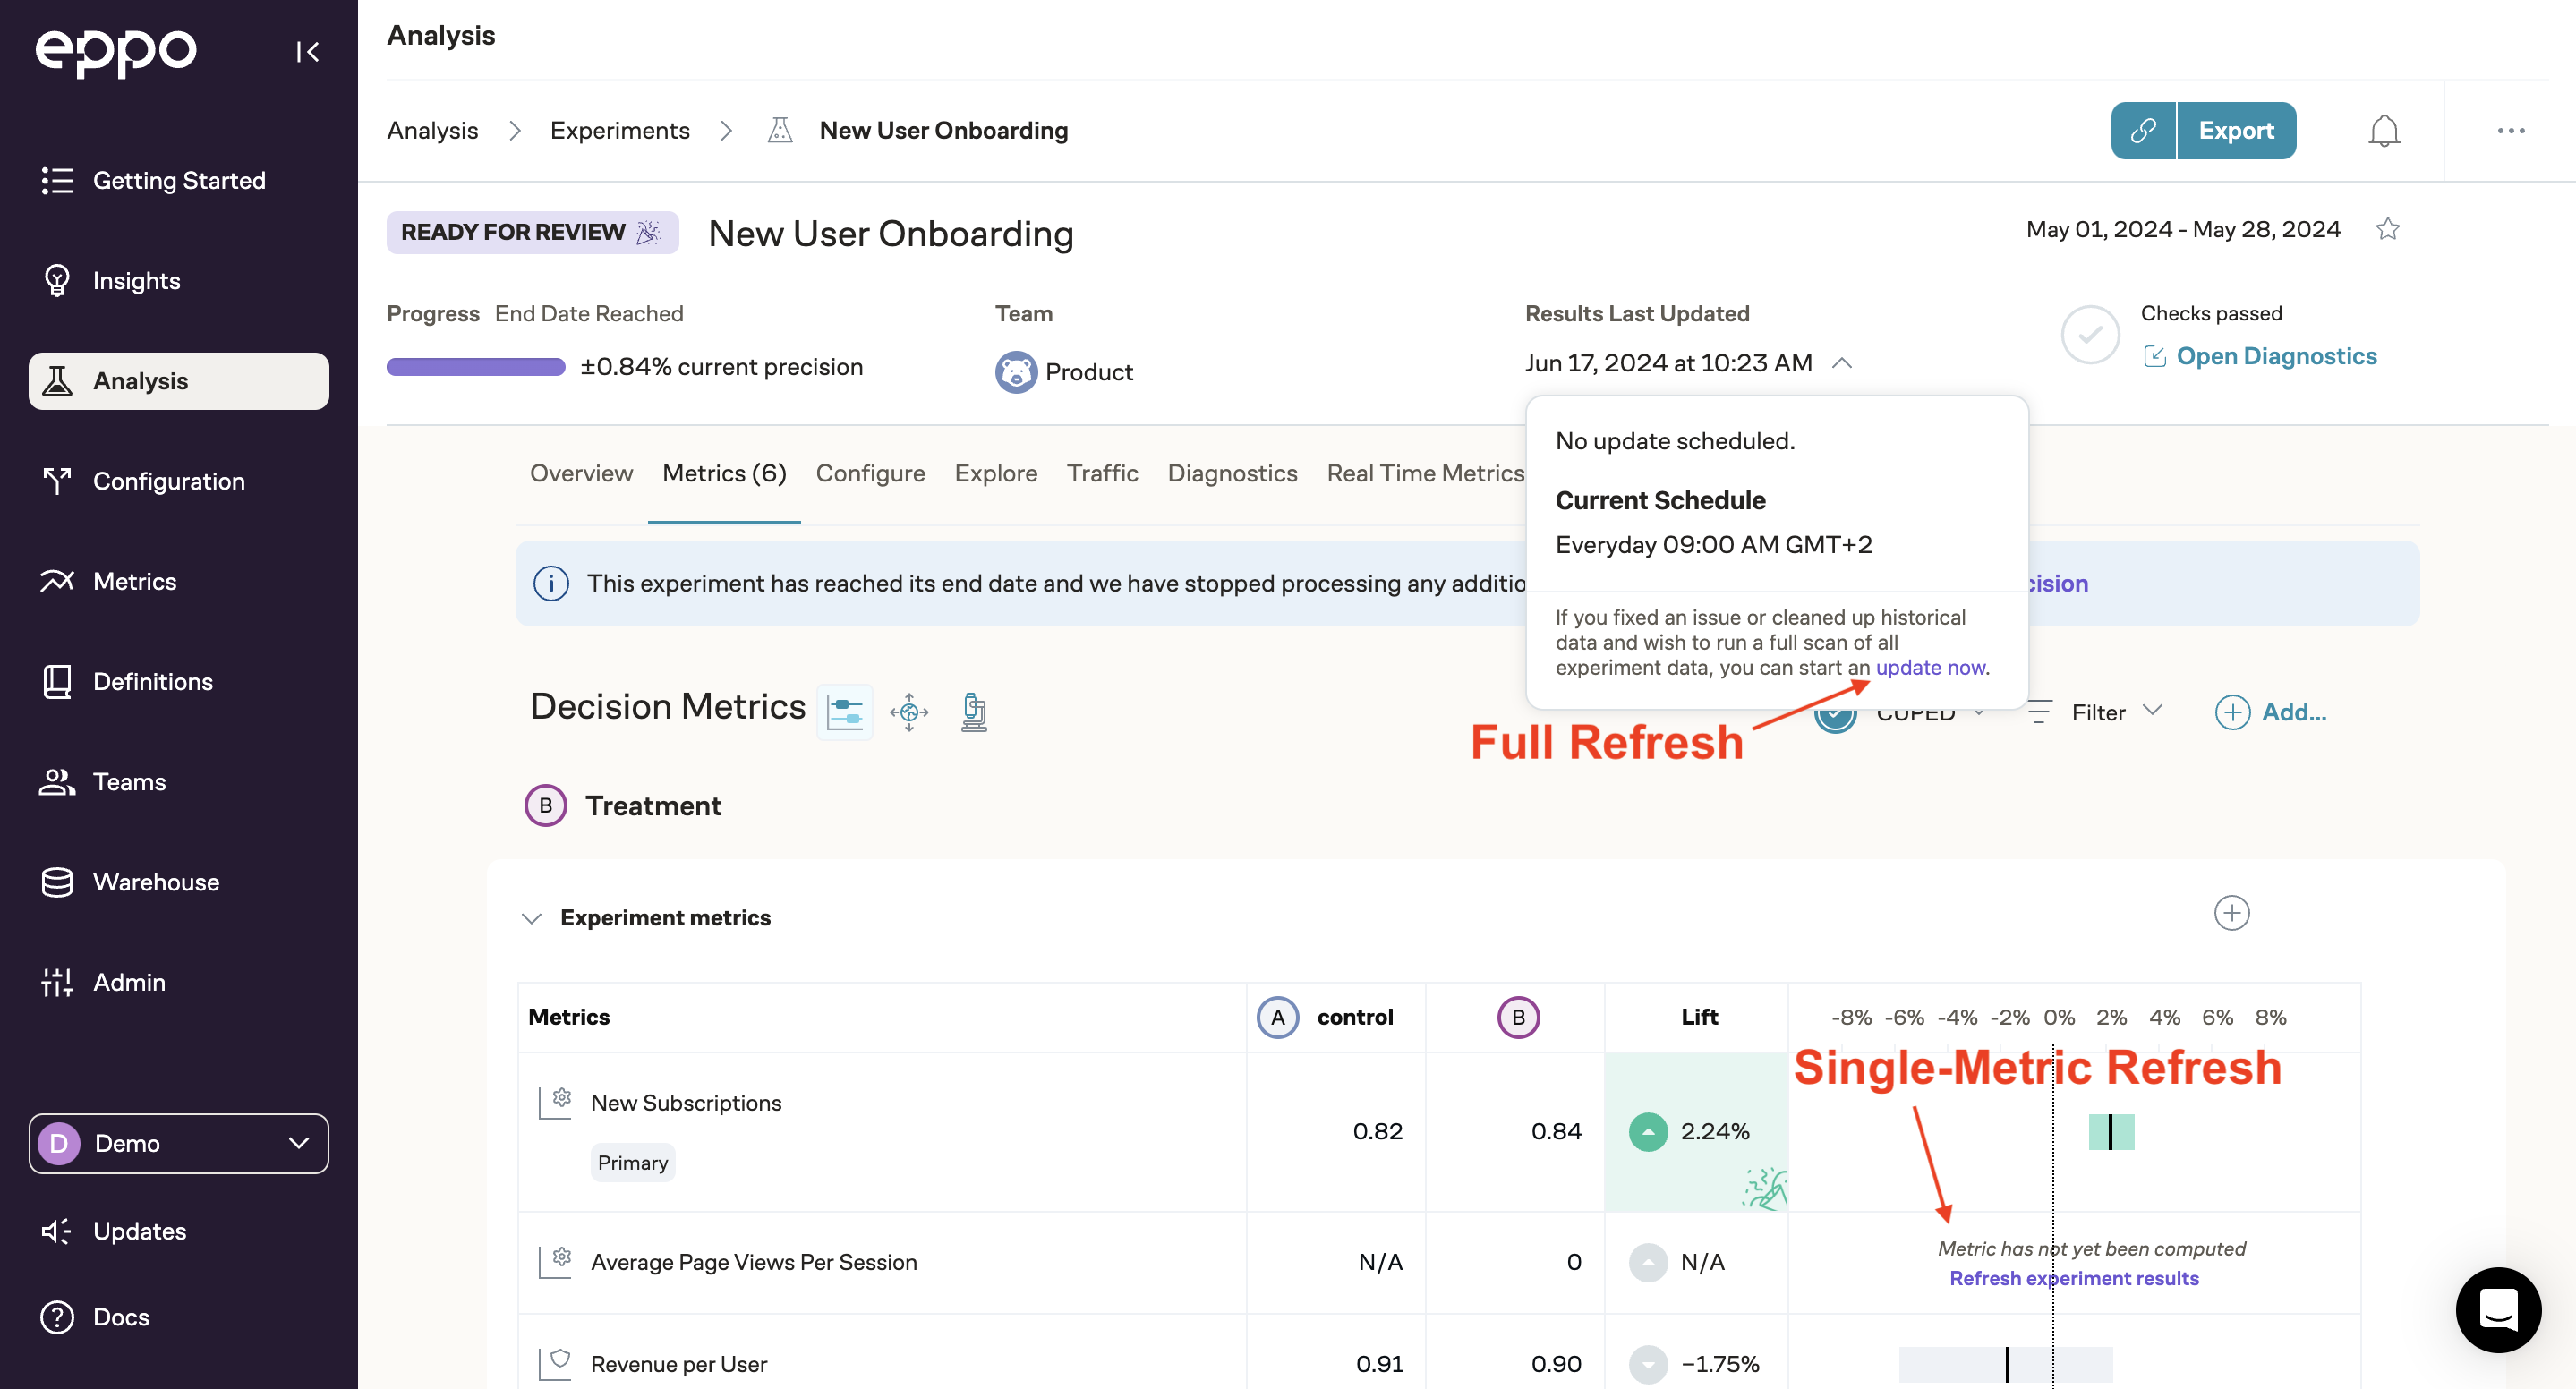 eppo
Getting Started
Insights
Analysis
Configuration
Metrics
Definitions
Teams
Warehouse
Admin
D Demo
Updates
Docs
Analysis
Analysis Experiments New User Onboarding
Export
READY FOR REVIEW New User Onboarding
May 01, 2024 - May 28, 2024
Progress End Date Reached
±0.84% current precision
Team
Product
Results Last Updated
Jun 17, 2024 at 10:23 AM
Checks passed
Open Diagnostics
No update scheduled.
Current Schedule
Everyday 09:00 AM GMT+2
If you fixed an issue or cleaned up historical
data and wish to run a full scan of all
experiment data, you can start an update now.
Full Refresh
Overview Metrics (6) Configure Explore Traffic Diagnostics Real Time Metrics
This experiment has reached its end date and we have stopped processing any additio cision
Decision Metrics
CUPED Filter Add...
B Treatment
Experiment metrics
Metrics A control B Lift -8% -6% -4% -2% 0% 2% 4% 6% 8%
Single-Metric Refresh
New Subscriptions 0.82 0.84 2.24%
Primary
Average Page Views Per Session N/A 0 N/A
Metric has not yet been computed
Refresh experiment results
Revenue per User 0.91 0.90 −1.75%